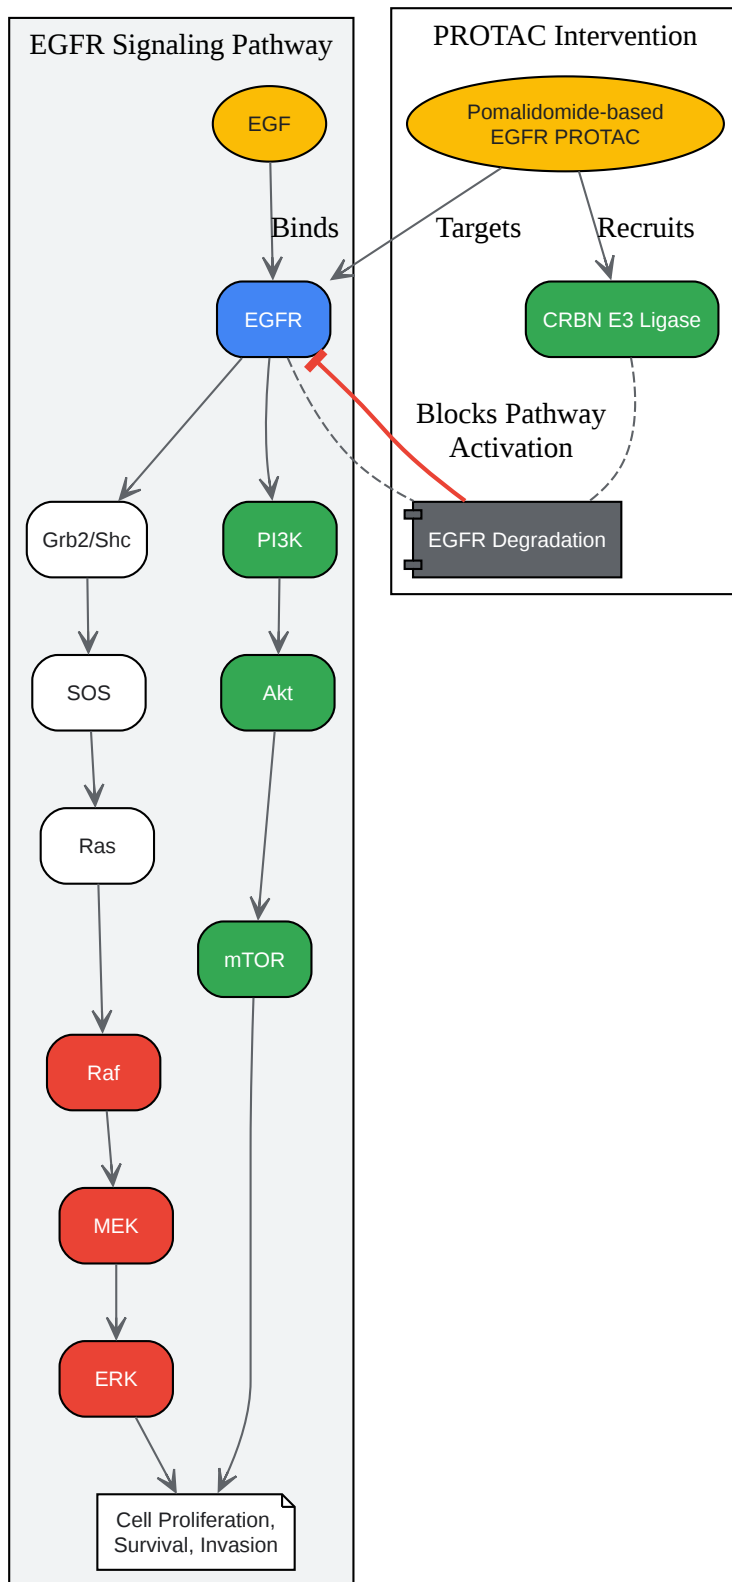 EGFR Signaling Pathway
PROTAC Intervention
EGF
Pomalidomide-based
EGFR PROTAC
Binds
Targets
Recruits
EGFR
CRBN E3 Ligase
Blocks Pathway
Activation
Grb2/Shc
PI3K
EGFR Degradation
SOS
Akt
Ras
mTOR
Raf
MEK
ERK
Cell Proliferation,
Survival, Invasion